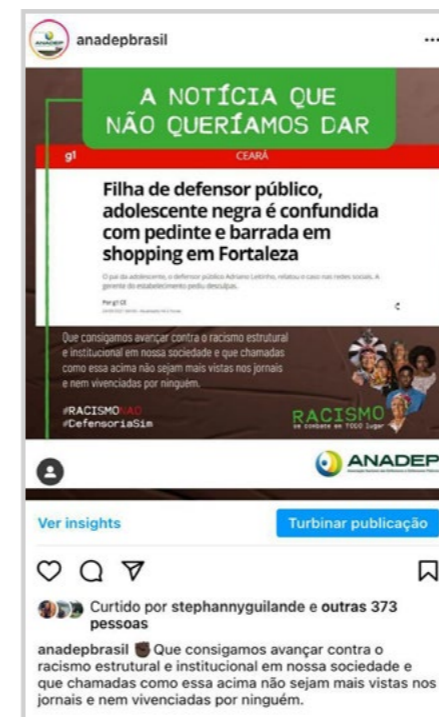 anadepbrasil
...
ANADEP
A NOTÍCIA QUE
NÃO QUERÍAMOS DAR
g1
CEARÁ
Filha de defensor público,
adolescente negra é confundida
com pedinte e barrada em
shopping em Fortaleza
O pai da adolescente, o defensor público Adriano Leitinho, relatou o caso nas redes sociais. A
gerente do estabelecimento pediu desculpas.
Por g1 CE
Que consigamos avançar contra o racismo estrutural
e institucional em nossa sociedade e que chamadas
como essa acima não sejam mais vistas nos jornais
e nem vivenciadas por ninguém.
#RACISMONÃO
#DefensoriaSim
RACISMO
se combate em TODO lugar
ANADEP
Ver insights
Turbinar publicação
Curtido por stephannyguilande e outras 373
pessoas
anadepbrasil Que consigamos avançar contra o
racismo estrutural e institucional em nossa sociedade e
que chamadas como essa acima não sejam mais vistas nos
jornais e nem vivenciadas por ninguém.